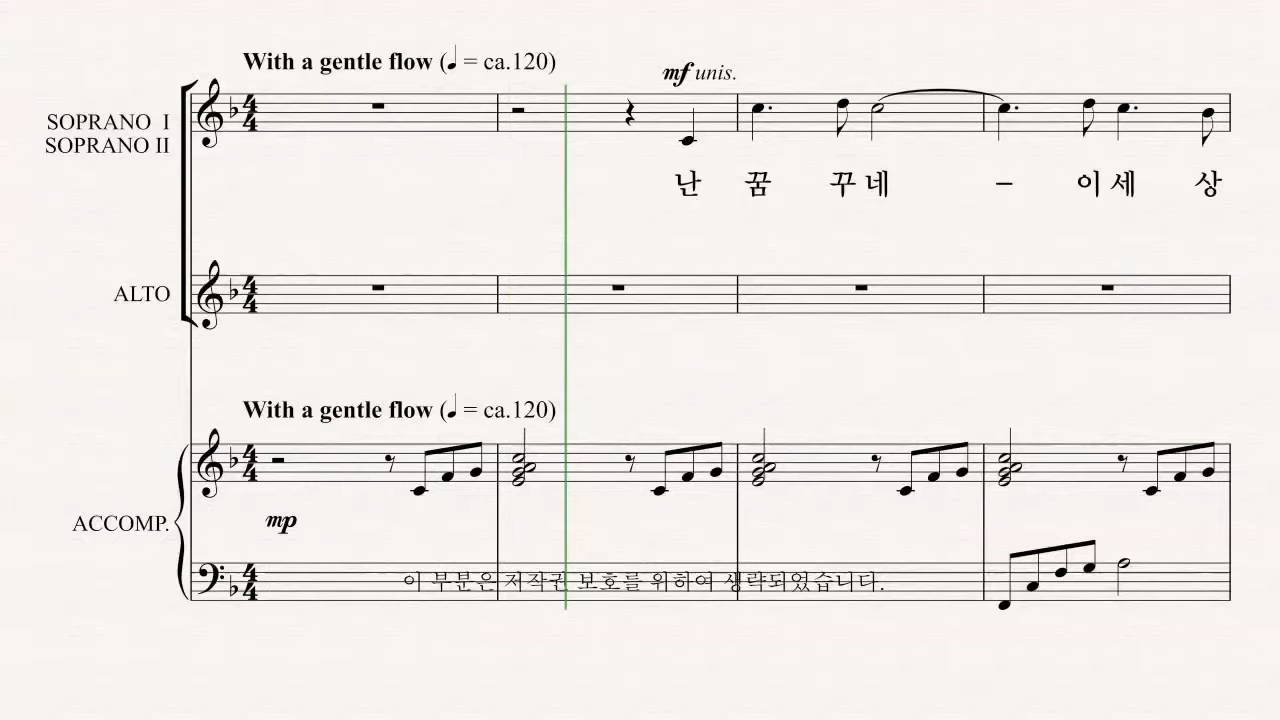 With a gentle flow (♩ = ca.120)
mf unis.
SOPRANO I
SOPRANO II
난 꿈 꾸 네 – 이 세 상
ALTO
With a gentle flow (♩ = ca.120)
mp
ACCOMP.
이 부분은 저작권 보호를 위하여 생략되었습니다.